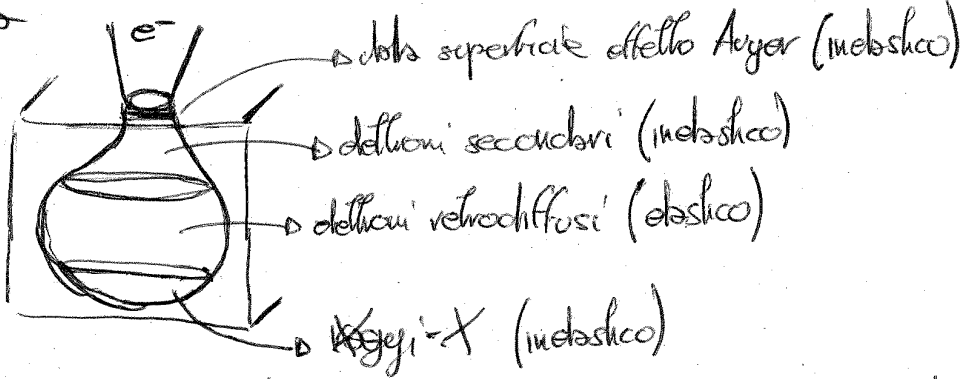 e⁻
dalla superficie effetto Auger (inelastico)
elettroni secondari (inelastico)
elettroni retrodiffusi (elastico)
raggi-X (inelastico)